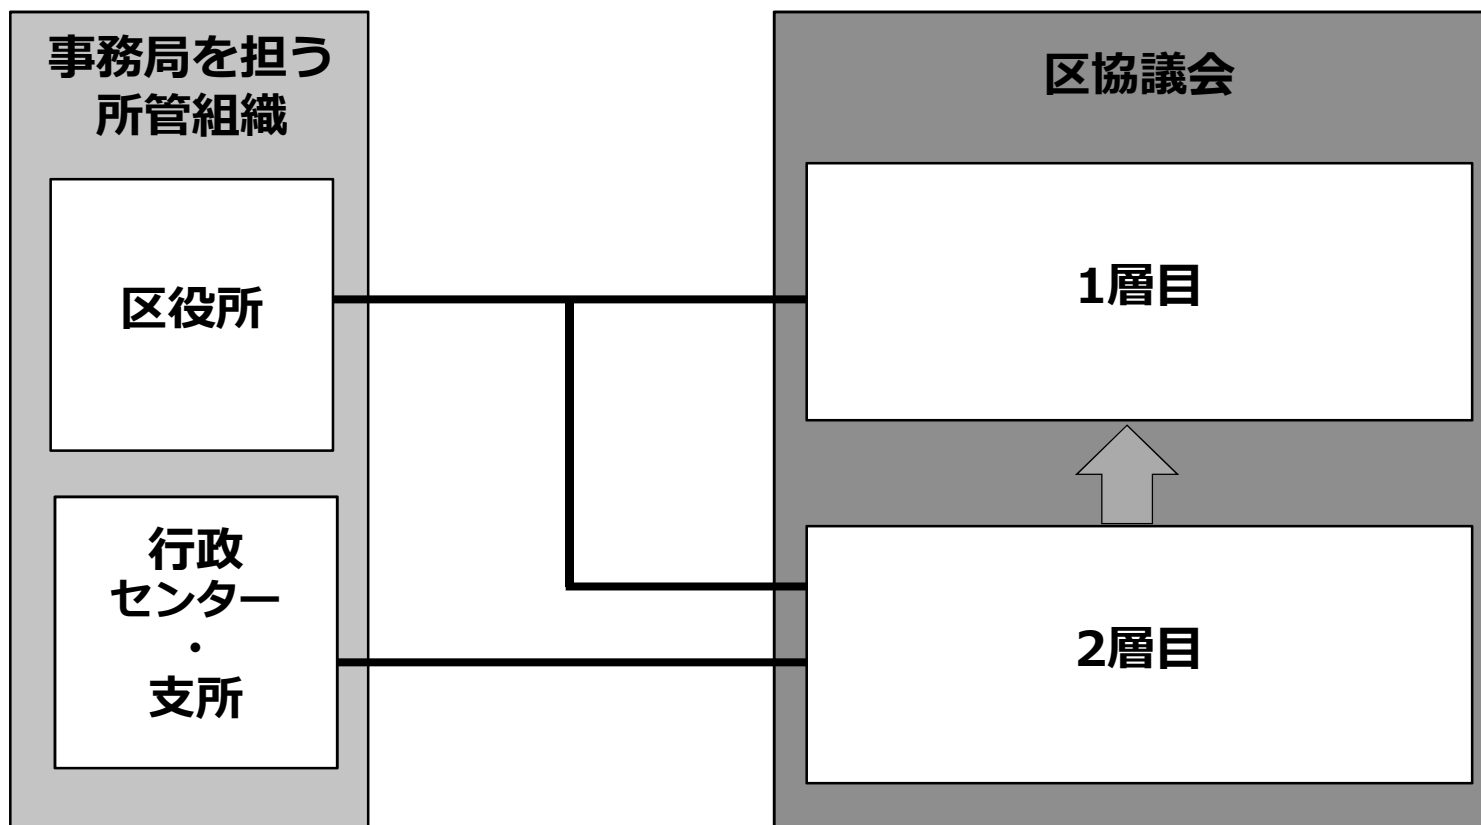 事務局を担う
所管組織
区役所
行政
センター
・
支所
区協議会
1層目
2層目